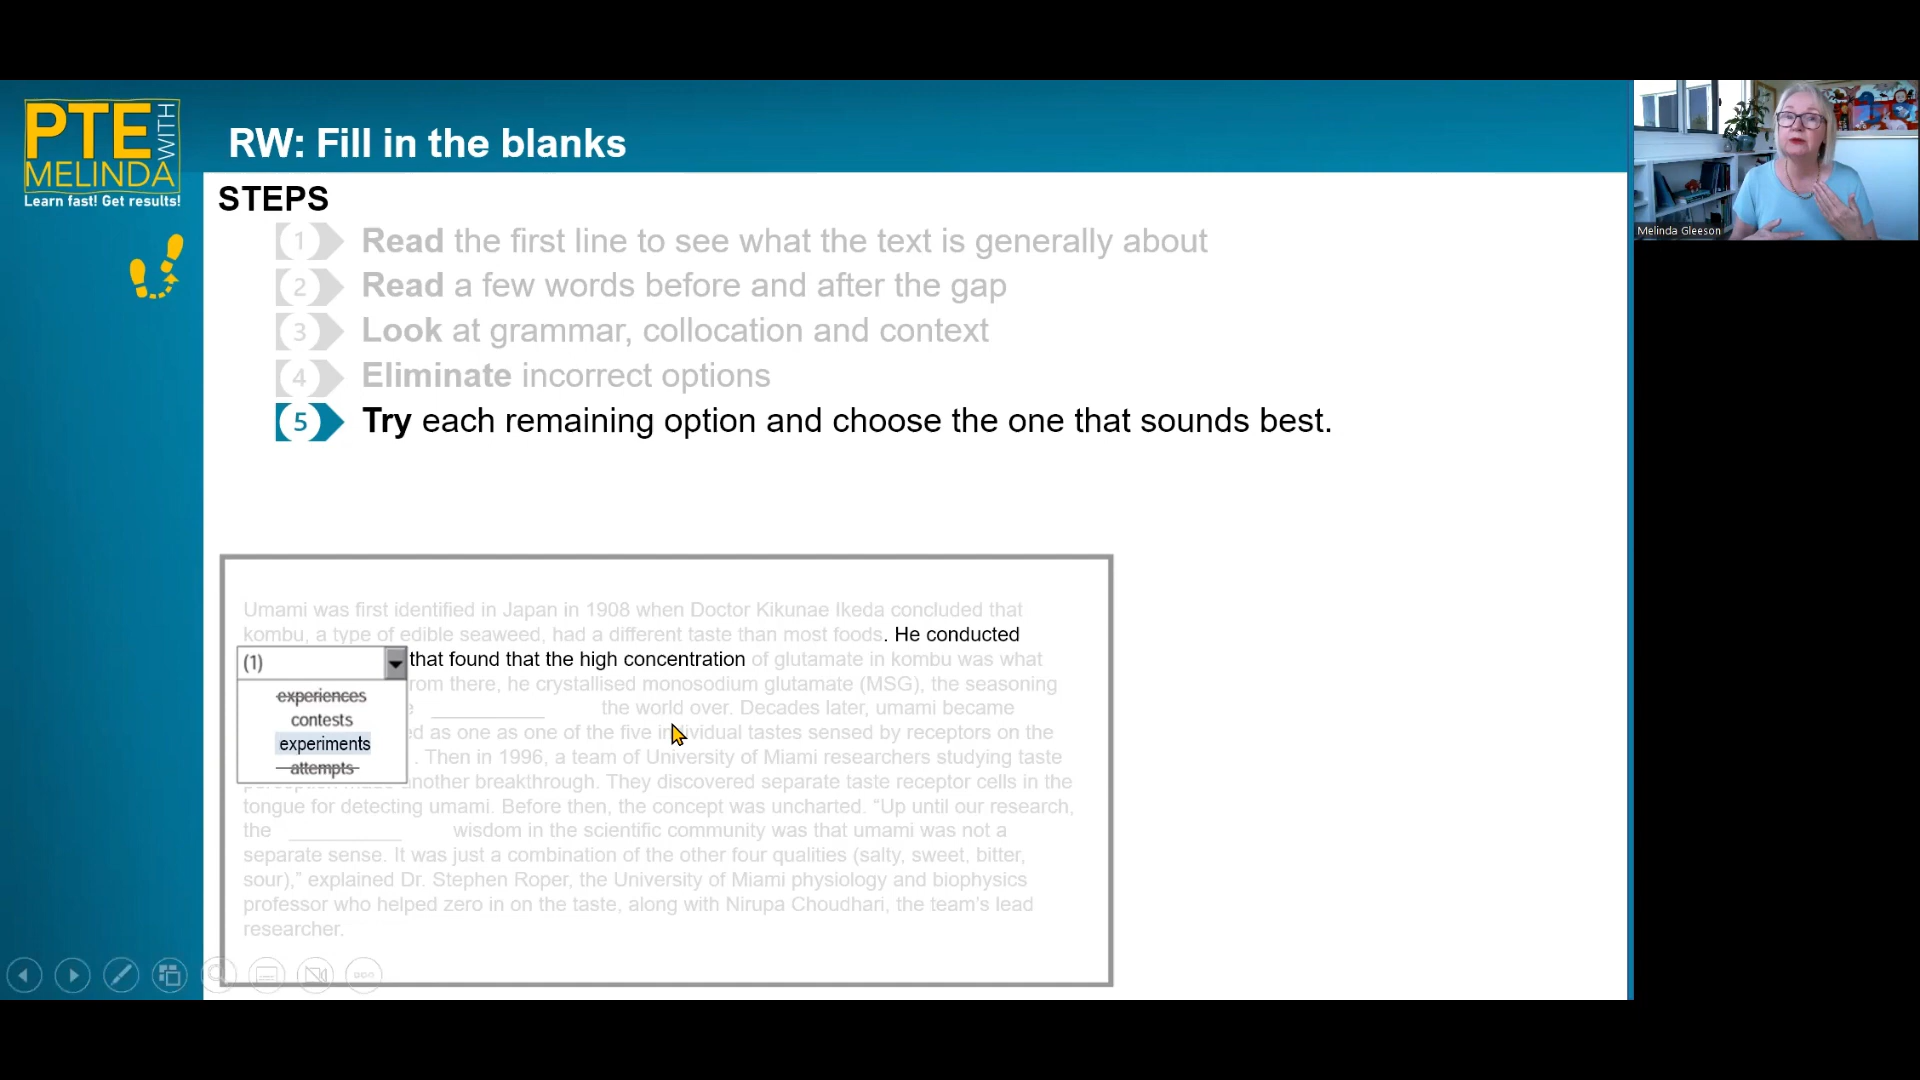 PTE WITH
MELINDA
Learn fast! Get results!
RW: Fill in the blanks
Melinda Gleeson
STEPS
1 Read the first line to see what the text is generally about
2 Read a few words before and after the gap
3 Look at grammar, collocation and context
4 Eliminate incorrect options
5 Try each remaining option and choose the one that sounds best.
Umami was first identified in Japan in 1908 when Doctor Kikunae Ikeda concluded that
kombu, a type of edible seaweed, had a different taste than most foods. He conducted
(1) that found that the high concentration of glutamate in kombu was what
rom there, he crystallised monosodium glutamate (MSG), the seasoning
e __________ the world over. Decades later, umami became
ed as one as one of the five individual tastes sensed by receptors on the
. Then in 1996, a team of University of Miami researchers studying taste
another breakthrough. They discovered separate taste receptor cells in the
tongue for detecting umami. Before then, the concept was uncharted. “Up until our research,
the __________ wisdom in the scientific community was that umami was not a
separate sense. It was just a combination of the other four qualities (salty, sweet, bitter,
sour),” explained Dr. Stephen Roper, the University of Miami physiology and biophysics
professor who helped zero in on the taste, along with Nirupa Choudhari, the team's lead
researcher.
experiences
contests
experiments
attempts